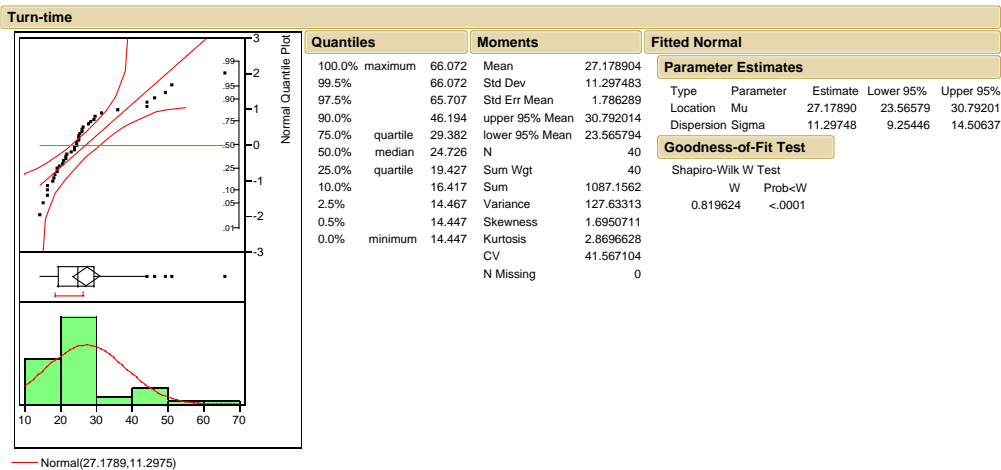 Turn-time
.01
.05
.10
.25
.50
.75
.90
.95
.99
-3
-2
-1
0
1
2
3
Normal Quantile Plot
10 20 30 40 50 60 70
Normal(27.1789,11.2975)
Quantiles
100.0% maximum 66.072
99.5% 66.072
97.5% 65.707
90.0% 46.194
75.0% quartile 29.382
50.0% median 24.726
25.0% quartile 19.427
10.0% 16.417
2.5% 14.467
0.5% 14.447
0.0% minimum 14.447
Moments
Mean 27.178904
Std Dev 11.297483
Std Err Mean 1.786289
upper 95% Mean 30.792014
lower 95% Mean 23.565794
N 40
Sum Wgt 40
Sum 1087.1562
Variance 127.63313
Skewness 1.6950711
Kurtosis 2.8696628
CV 41.567104
N Missing 0
Fitted Normal
Parameter Estimates
Type Parameter Estimate Lower 95% Upper 95%
Location Mu 27.17890 23.56579 30.79201
Dispersion Sigma 11.29748 9.25446 14.50637
Goodness-of-Fit Test
Shapiro-Wilk W Test
W Prob<W
0.819624 <.0001